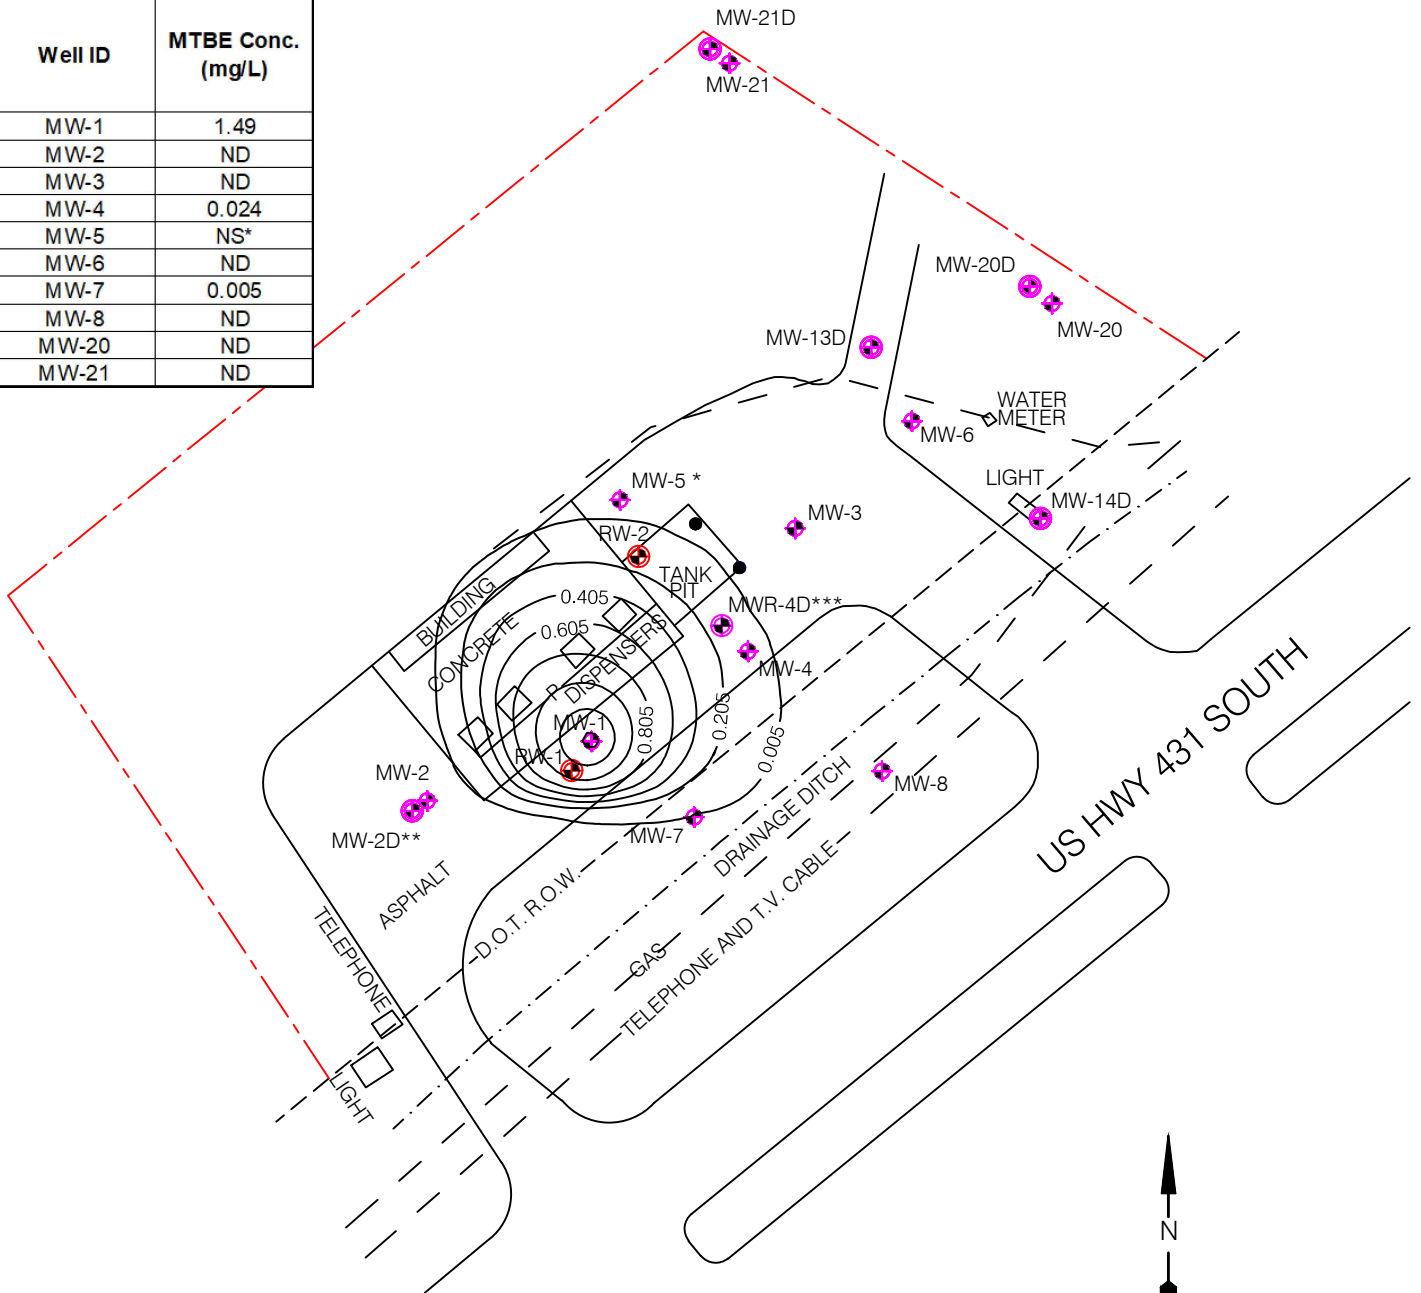 Well ID MTBE Conc. (mg/L)
MW-1 1.49
MW-2 ND
MW-3 ND
MW-4 0.024
MW-5 NS*
MW-6 ND
MW-7 0.005
MW-8 ND
MW-20 ND
MW-21 ND
MW-21D
MW-21
MW-20D
MW-20
MW-13D
WATER
METER
MW-6
LIGHT
MW-14D
MW-5 *
MW-3
RW-2
TANK
PIT
BUILDING
CONCRETE
0.405
0.605
MWR-4D***
DISPENSERS
MW-4
P
MW-1
0.805
0.205
0.005
RW-1
MW-2
MW-2D**
MW-7
MW-8
DRAINAGE DITCH
US HWY 431 SOUTH
ASPHALT
D.O.T. R.O.W.
GAS
TELEPHONE AND T.V. CABLE
TELEPHONE
LIGHT
N